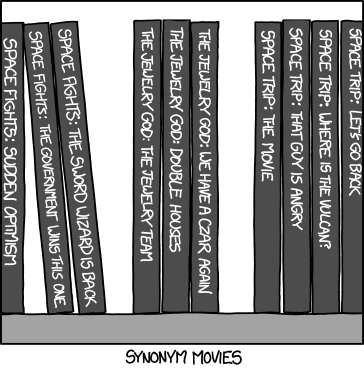 SPACE FIGHTS: SUDDEN OPTIMISM
SPACE FIGHTS: THE GOVERNMENT WINS THIS ONE
SPACE FIGHTS: THE SWORD WIZARD IS BACK
THE JEWELRY GOD: THE JEWELRY TEAM
THE JEWELRY GOD: DOUBLE HOUSES
THE JEWELRY GOD: WE HAVE A CZAR AGAIN
SPACE TRIP: THE MOVIE
SPACE TRIP: THAT GUY IS ANGRY
SPACE TRIP: WHERE IS THE VULCAN?
SPACE TRIP: LET'S GO BACK
SYNONYM MOVIES